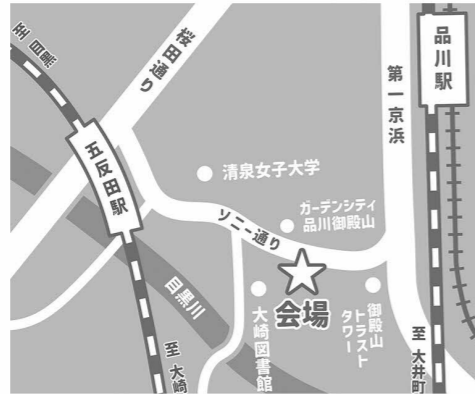 至 目黒
桜田通り
品川駅
第一京浜
五反田駅
清泉女子大学
ガーデンシティ
品川御殿山
ソニー通り
目黒川
会場
大崎図書館
御殿山
トラスト
タワー
至 大崎
至 大井町